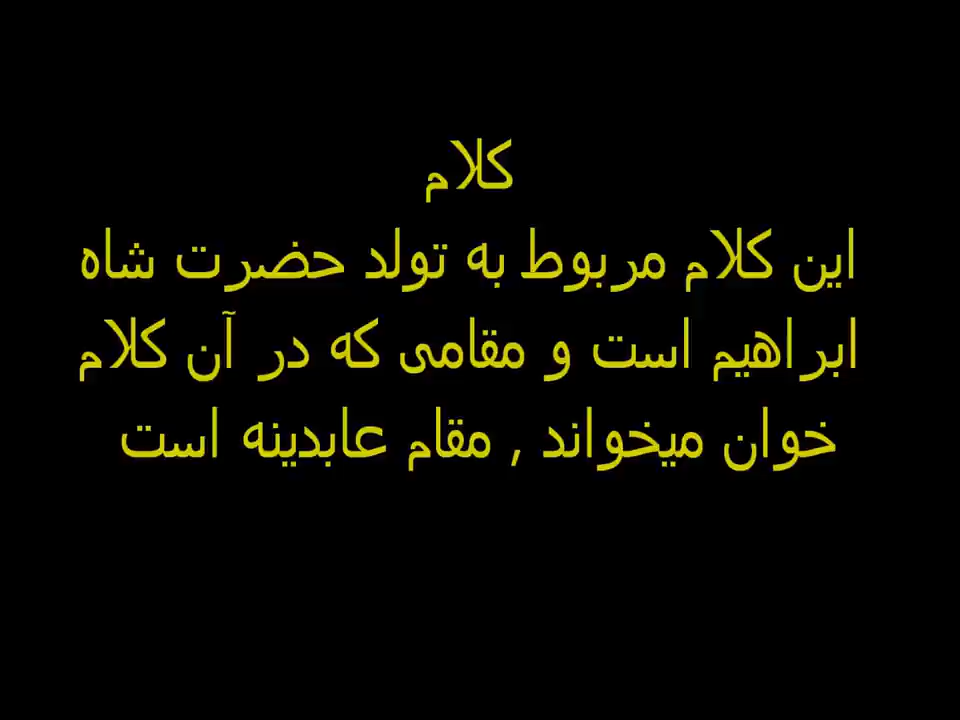 کلام
این کلام مربوط به تولد حضرت شاه
ابراهیم است و مقامی که در آن کلام
خوان میخواند , مقام عابدینه است